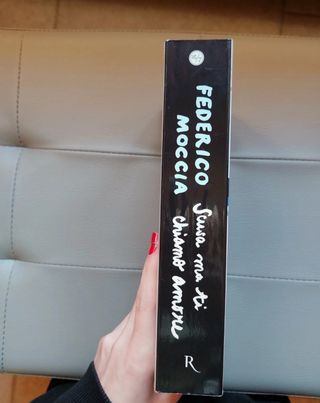 FEDERICO
MOCCIA
Scusa ma ti
chiamo amore
R